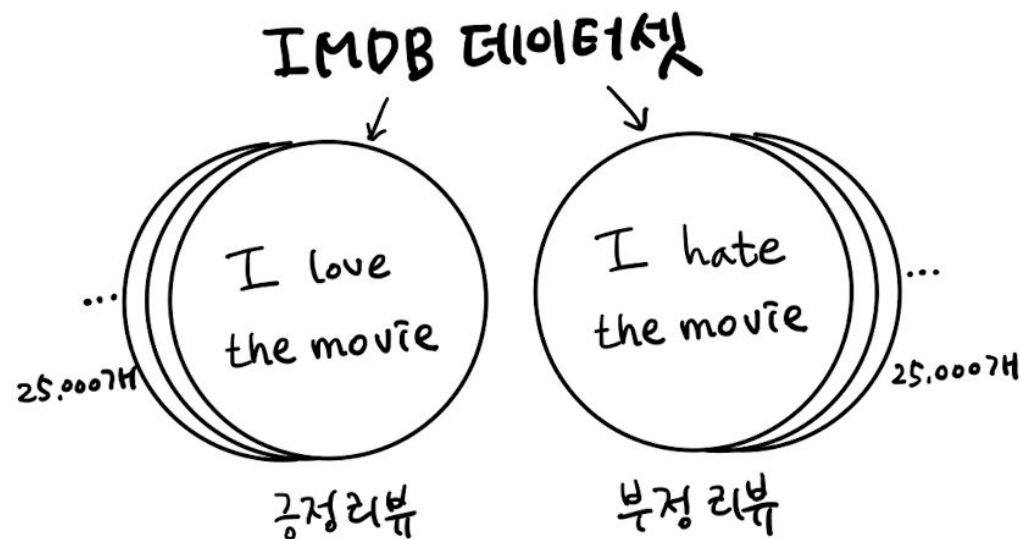 IMDB 데이터셋
I love
the movie
...
25,000개
긍정리뷰
I hate
the movie
...
25,000개
부정 리뷰